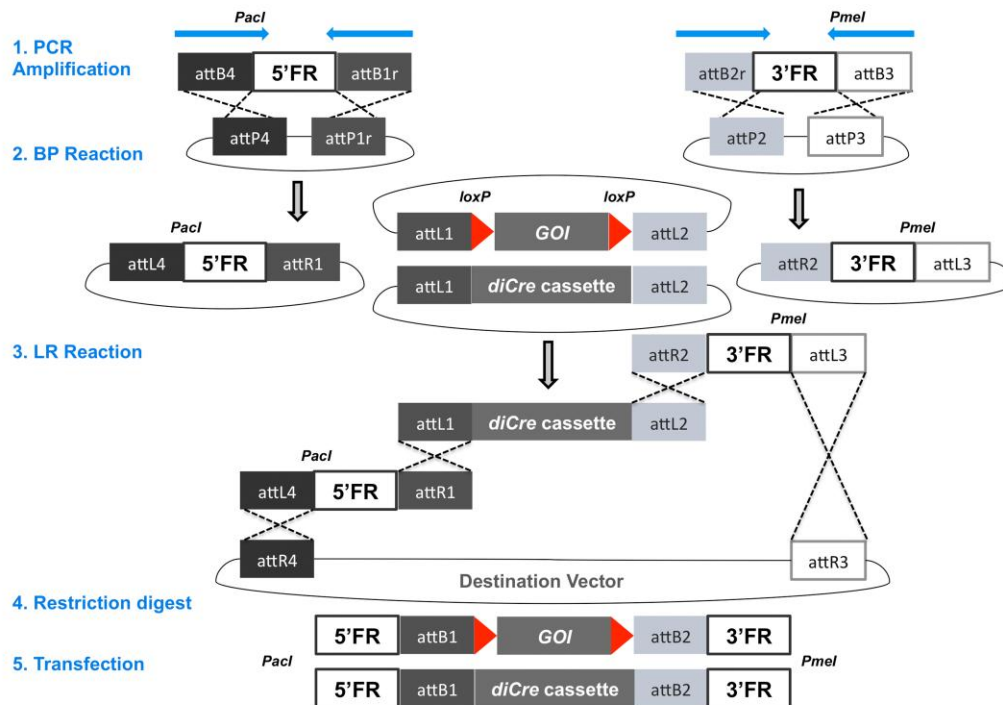 PacI
PmeI
1. PCR
Amplification
attB4 5'FR attB1r
attB2r 3'FR attB3
attP4 attP1r
attP2 attP3
2. BP Reaction
loxP loxP
PacI
PmeI
attL1 GOI attL2
attL4 5'FR attR1
attR2 3'FR attL3
attL1 diCre cassette attL2
PmeI
3. LR Reaction
attR2 3'FR attL3
attL1 diCre cassette attL2
PacI
attL4 5'FR attR1
attR4 attR3
Destination Vector
4. Restriction digest
5'FR attB1 GOI attB2 3'FR
5. Transfection
PacI PmeI
5'FR attB1 diCre cassette attB2 3'FR